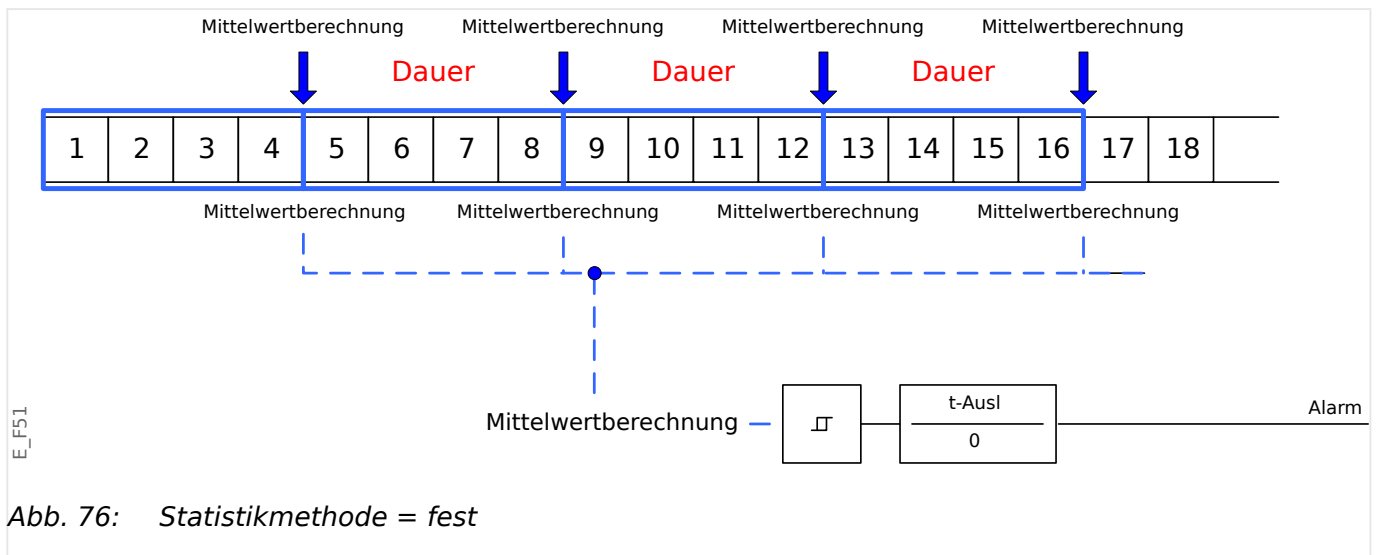 Mittelwertberechnung Mittelwertberechnung Mittelwertberechnung Mittelwertberechnung
Dauer Dauer Dauer
1 2 3 4 5 6 7 8 9 10 11 12 13 14 15 16 17 18
Mittelwertberechnung Mittelwertberechnung Mittelwertberechnung Mittelwertberechnung
Mittelwertberechnung
t-Ausl
0
Alarm
E_F51
Abb. 76: Statistikmethode = fest